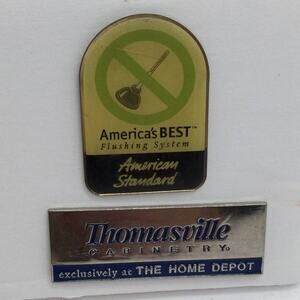 America's BEST™
Flushing System
American
Standard
Thomasville
CABINETRY®
exclusively at THE HOME DEPOT